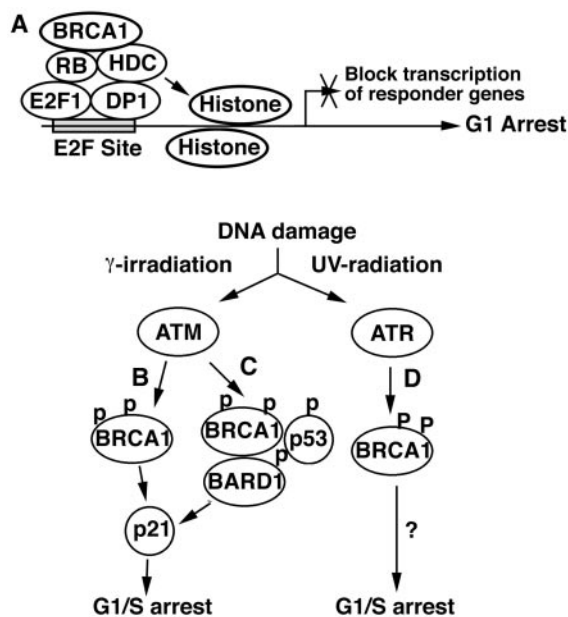 A
BRCA1
RB HDC
E2F1 DP1
Histone
Histone
Block transcription
of responder genes
G1 Arrest
E2F Site
DNA damage
γ-irradiation UV-radiation
ATM ATR
B C D
p p p p p P P
BRCA1 BRCA1 p53 BRCA1
p
BARD1
p21 ?
G1/S arrest G1/S arrest